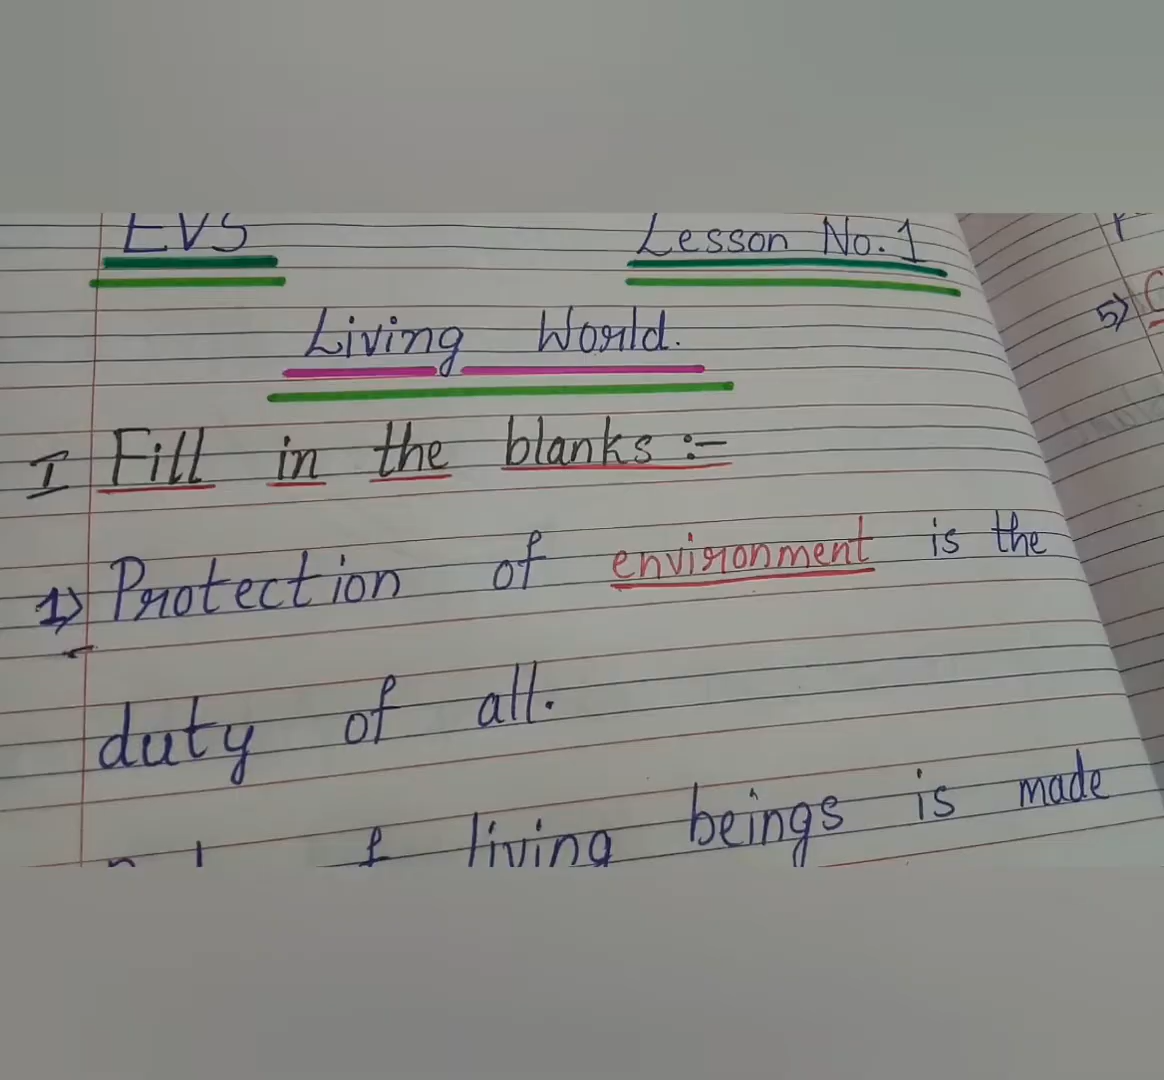 EVS Lesson No. 1
Living World.
I Fill in the blanks :-
1) Protection of environment is the
duty of all.
living beings is made
5)